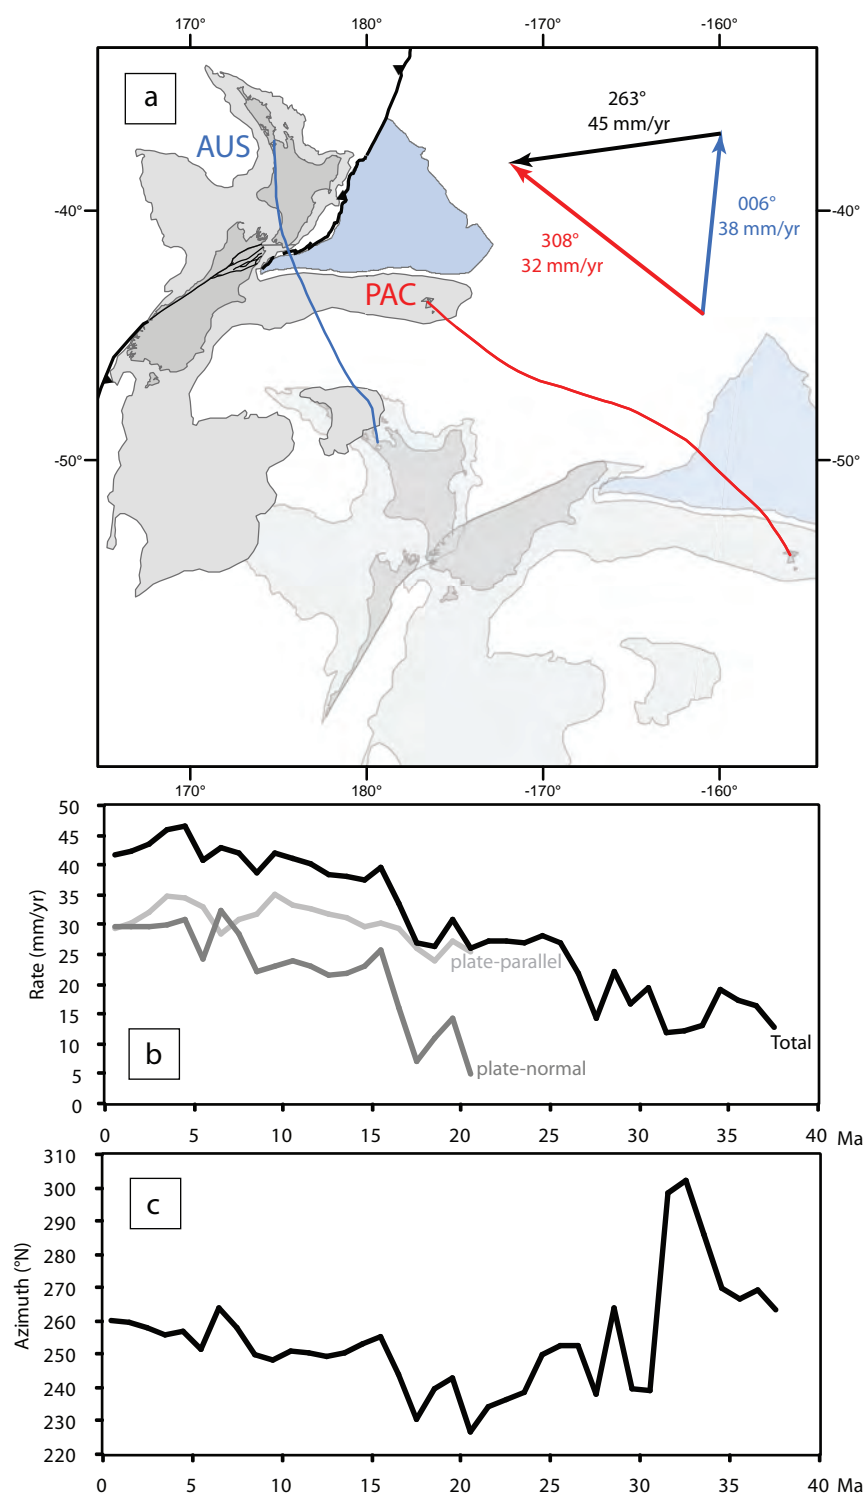 170° 180° -170° -160°
a
263°
45 mm/yr
AUS
006°
38 mm/yr
-40° -40°
308°
32 mm/yr
PAC
-50° -50°
170° 180° -170° -160°
50
45
40
35
30
25
20
15
10
5
0
Rate (mm/yr)
plate-parallel
b
Total
plate-normal
0 5 10 15 20 25 30 35 40 Ma
310
300
290
280
270
260
250
240
230
220
Azimuth (°N)
c
0 5 10 15 20 25 30 35 40 Ma